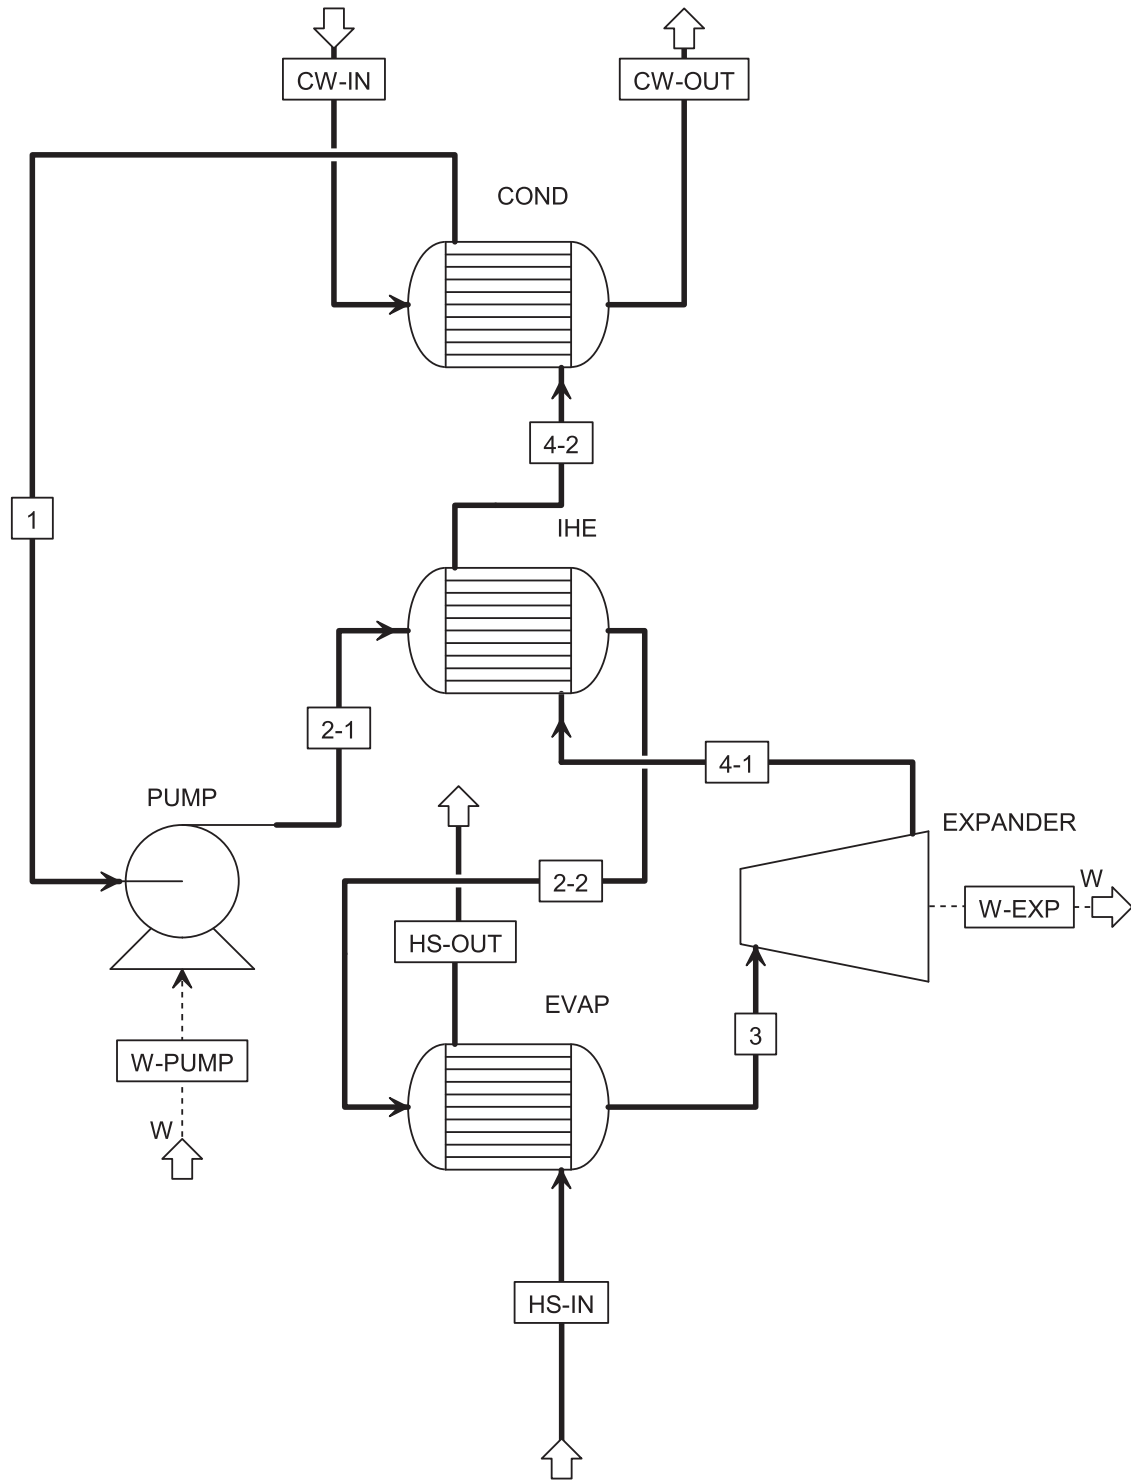 CW-IN
CW-OUT
COND
4-2
1
IHE
2-1
4-1
PUMP
EXPANDER
2-2
W
W-EXP
HS-OUT
EVAP
3
W-PUMP
W
HS-IN